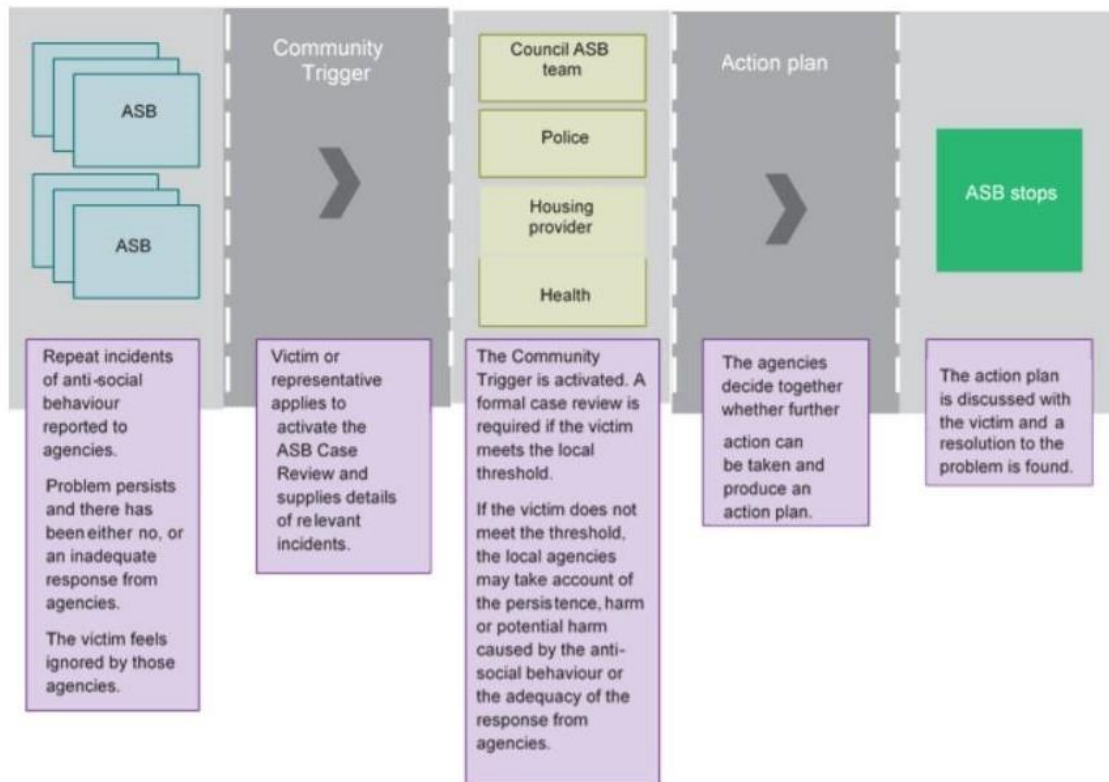 ASB
ASB
Community
Trigger
Council ASB
team
Police
Housing
provider
Health
Action plan
ASB stops
Repeat incidents
of anti-social
behaviour
reported to
agencies.
Problem persists
and there has
been either no, or
an inadequate
response from
agencies.
The victim feels
ignored by those
agencies.
Victim or
representative
applies to
activate the
ASB Case
Review and
supplies details
of relevant
incidents.
The Community
Trigger is activated. A
formal case review is
required if the victim
meets the local
threshold.
If the victim does not
meet the threshold,
the local agencies
may take account of
the persistence, harm
or potential harm
caused by the anti-
social behaviour or
the adequacy of the
response from
agencies.
The agencies
decide together
whether further
action can
be taken and
produce an
action plan.
The action plan
is discussed with
the victim and a
resolution to the
problem is found.